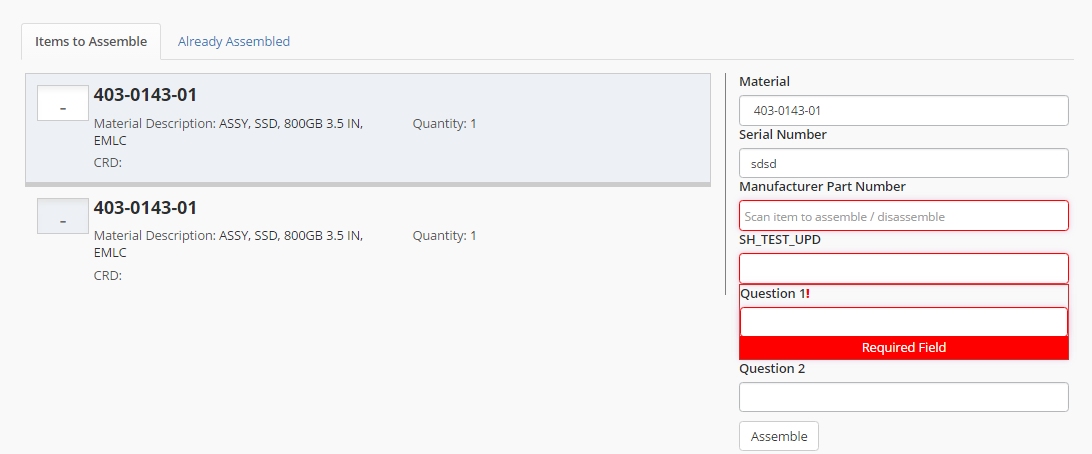 Items to Assemble
Already Assembled
-
403-0143-01
Material Description: ASSY, SSD, 800GB 3.5 IN,
EMLC
Quantity: 1
CRD:
-
403-0143-01
Material Description: ASSY, SSD, 800GB 3.5 IN,
EMLC
Quantity: 1
CRD:
Material
403-0143-01
Serial Number
sdsd
Manufacturer Part Number
Scan item to assemble / disassemble
SH_TEST_UPD
Question 1!
Required Field
Question 2
Assemble